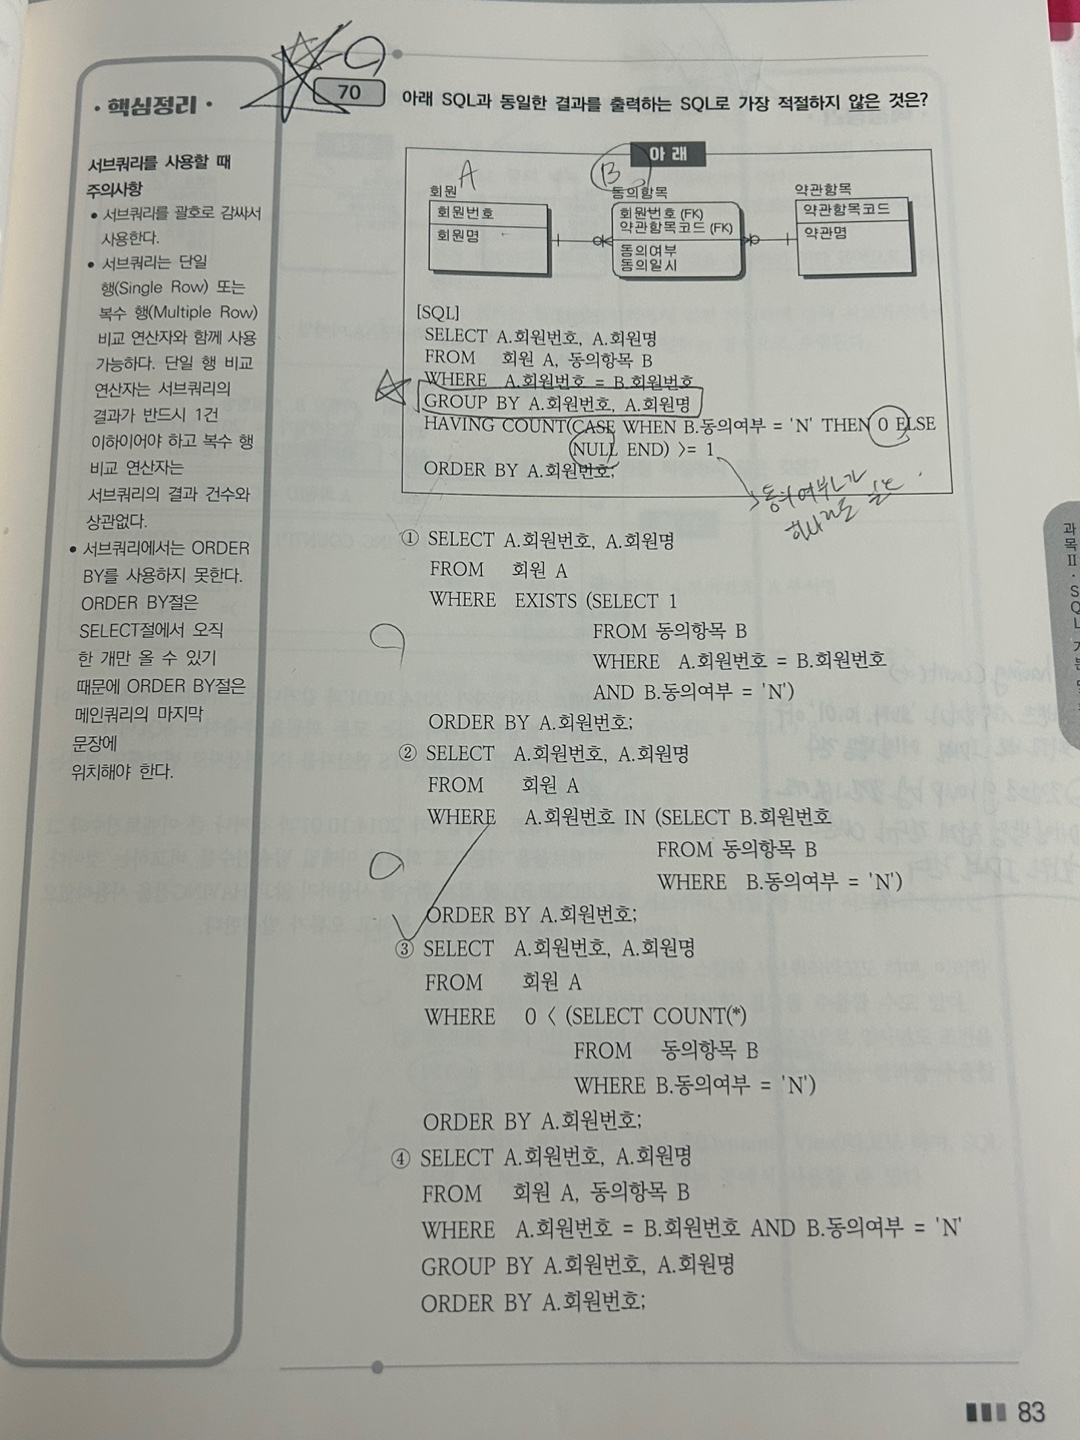 · 핵심정리 ·
서브쿼리를 사용할 때
주의사항
• 서브쿼리를 괄호로 감싸서
사용한다.
• 서브쿼리는 단일
행(Single Row) 또는
복수 행(Multiple Row)
비교 연산자와 함께 사용
가능하다. 단일 행 비교
연산자는 서브쿼리의
결과가 반드시 1건
이하이어야 하고 복수 행
비교 연산자는
서브쿼리의 결과 건수와
상관없다.
• 서브쿼리에서는 ORDER
BY를 사용하지 못한다.
ORDER BY절은
SELECT절에서 오직
한 개만 올 수 있기
때문에 ORDER BY절은
메인쿼리의 마지막
문장에
위치해야 한다.
70 아래 SQL과 동일한 결과를 출력하는 SQL로 가장 적절하지 않은 것은?
아 래
A
B
회원
회원번호
회원명
동의항목
회원번호 (FK)
약관항목코드 (FK)
동의여부
동의일시
약관항목
약관항목코드
약관명
[SQL]
SELECT A.회원번호, A.회원명
FROM 회원 A, 동의항목 B
WHERE A.회원번호 = B.회원번호
GROUP BY A.회원번호, A.회원명
HAVING COUNT(CASE WHEN B.동의여부 = 'N' THEN 0 ELSE
NULL END) >= 1
ORDER BY A.회원번호;
동의여부 N가
하나라도
① SELECT A.회원번호, A.회원명
FROM 회원 A
WHERE EXISTS (SELECT 1
FROM 동의항목 B
WHERE A.회원번호 = B.회원번호
AND B.동의여부 = 'N')
ORDER BY A.회원번호;
② SELECT A.회원번호, A.회원명
FROM 회원 A
WHERE A.회원번호 IN (SELECT B.회원번호
FROM 동의항목 B
WHERE B.동의여부 = 'N')
ORDER BY A.회원번호;
③ SELECT A.회원번호, A.회원명
FROM 회원 A
WHERE 0 < (SELECT COUNT(*)
FROM 동의항목 B
WHERE B.동의여부 = 'N')
ORDER BY A.회원번호;
④ SELECT A.회원번호, A.회원명
FROM 회원 A, 동의항목 B
WHERE A.회원번호 = B.회원번호 AND B.동의여부 = 'N'
GROUP BY A.회원번호, A.회원명
ORDER BY A.회원번호;
과목 II · SQL 기본
83